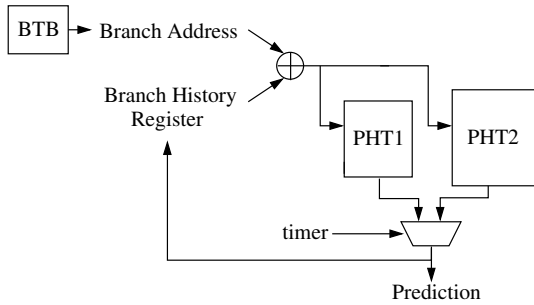 BTB
Branch Address
Branch History
Register
PHT1
PHT2
timer
Prediction